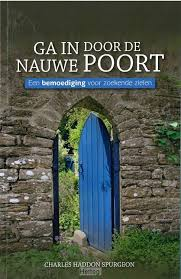 GA IN DOOR DE
NAUWE POORT
Een bemoediging voor zoekende zielen
CHARLES HADDON SPURGEON